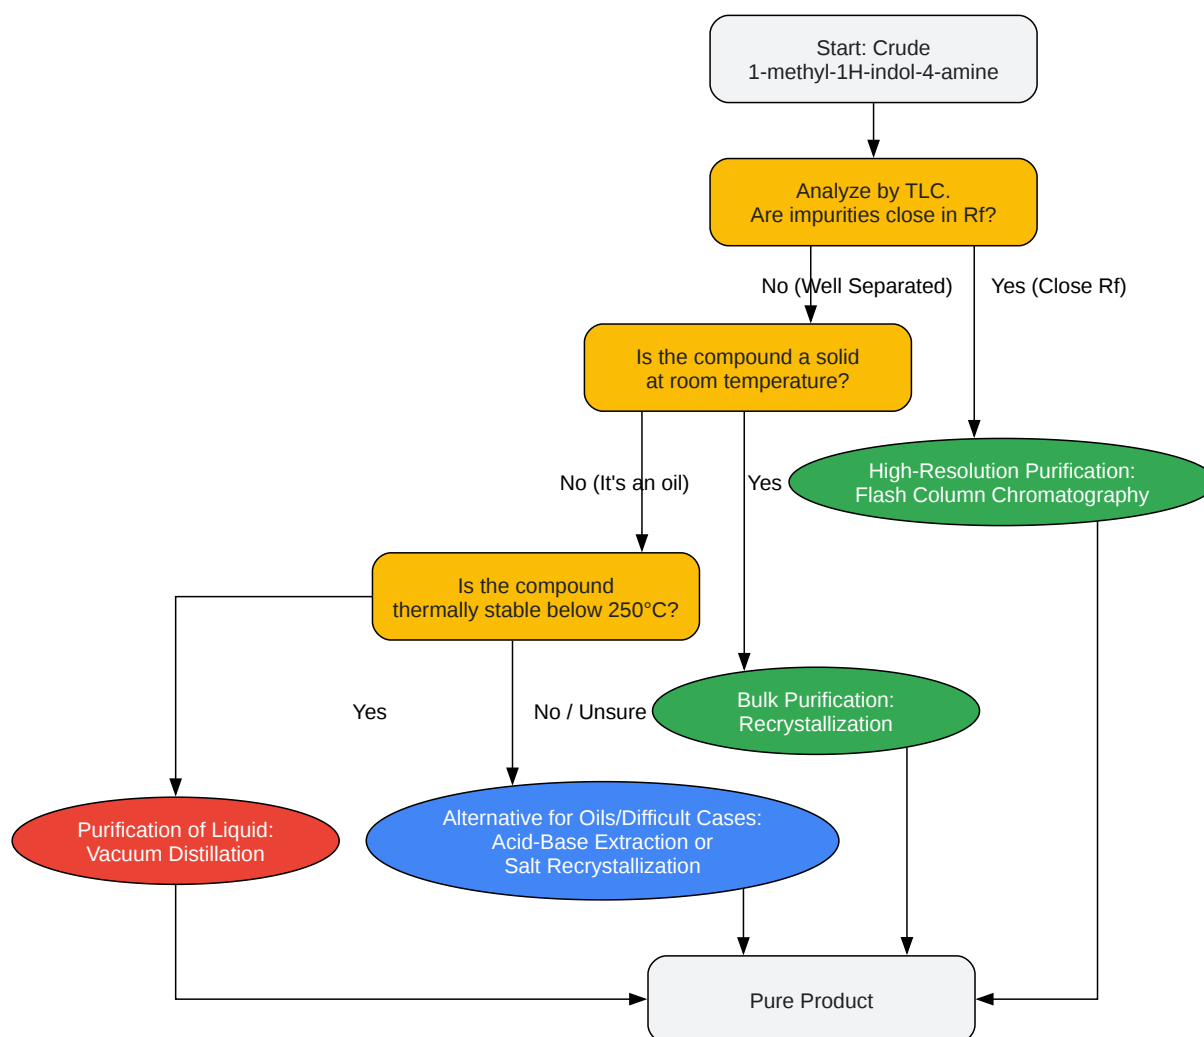 Start: Crude
1-methyl-1H-indol-4-amine
Analyze by TLC.
Are impurities close in Rf?
No (Well Separated)
Yes (Close Rf)
Is the compound a solid
at room temperature?
No (It's an oil)
Yes
High-Resolution Purification:
Flash Column Chromatography
Is the compound
thermally stable below 250°C?
Yes
No / Unsure
Bulk Purification:
Recrystallization
Purification of Liquid:
Vacuum Distillation
Alternative for Oils/Difficult Cases:
Acid-Base Extraction or
Salt Recrystallization
Pure Product